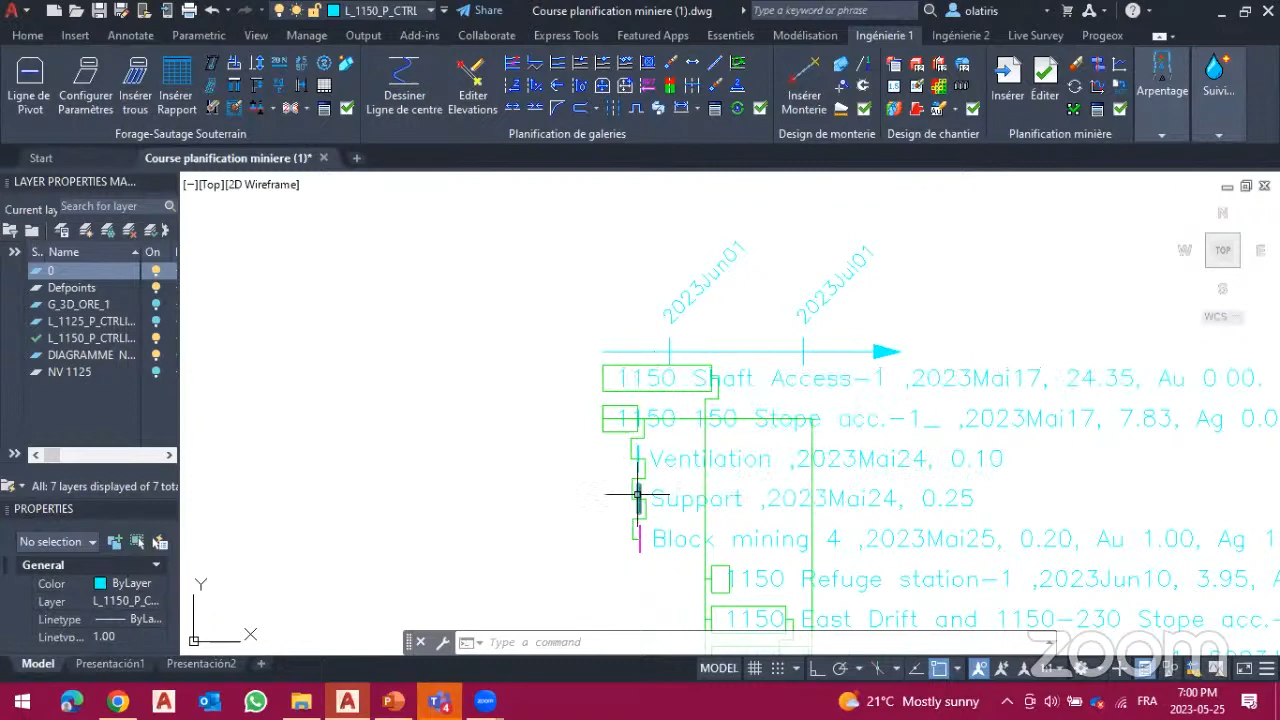 L_1150_P_CTRL
Share
Course planification miniere (1).dwg
Type a keyword or phrase
olatiris
Home Insert Annotate Parametric View Manage Output Add-ins Collaborate Express Tools Featured Apps Essentiels Modélisation Ingénierie 1 Ingénierie 2 Live Survey Progeox
Ligne de Pivot
Configurer Paramètres
Insérer trous
Insérer Rapport
Dessiner Ligne de centre
Editer Elevations
Insérer Monterie
Insérer
Éditer
Arpentage
Suivi...
Forage-Sautage Souterrain
Planification de galeries
Design de monterie
Design de chantier
Planification minière
Start
Course planification miniere (1)*
LAYER PROPERTIES MA...
Current lay
Search for layer
S.. Name On
0
Defpoints
G_3D_ORE_1
L_1125_P_CTRLI...
L_1150_P_CTRLI...
DIAGRAMME N...
NV 1125
All: 7 layers displayed of 7 tota
PROPERTIES
No selection
General
Color ByLayer
Layer L_1150_P_C...
Linetype ByLa...
Linetw... 1.00
[−][Top][2D Wireframe]
N
W TOP E
S
WCS
2023Jun01
2023Jul01
1150 Shaft Access-1 ,2023Mai17, 24.35, Au 0.00.
1150-150 Stope acc.-1_ ,2023Mai17, 7.83, Ag 0.0
Ventilation ,2023Mai24, 0.10
Support ,2023Mai24, 0.25
Block mining 4 ,2023Mai25, 0.20, Au 1.00, Ag 1
1150 Refuge station-1 ,2023Jun10, 3.95, A
1150 East Drift and 1150-230 Stope acc.-
Y
X
Type a command
zoom
Model Présentación1 Présentación2
MODEL
1:1
21°C Mostly sunny
FRA
7:00 PM
2023-05-25